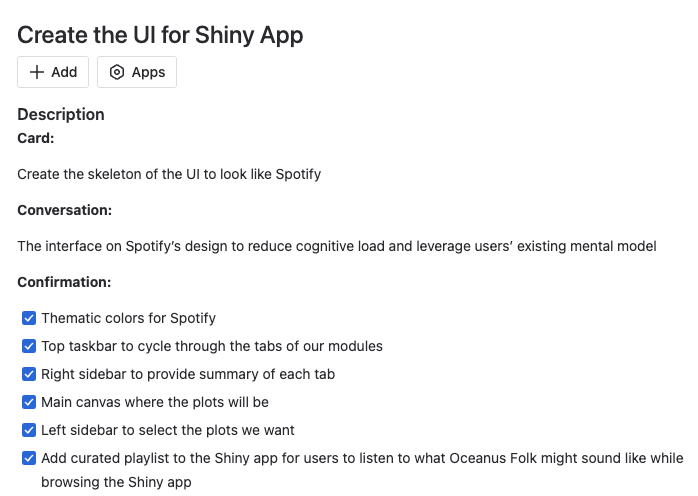 Create the UI for Shiny App
Add
Apps
Description
Card:
Create the skeleton of the UI to look like Spotify
Conversation:
The interface on Spotify’s design to reduce cognitive load and leverage users’ existing mental model
Confirmation:
Thematic colors for Spotify
Top taskbar to cycle through the tabs of our modules
Right sidebar to provide summary of each tab
Main canvas where the plots will be
Left sidebar to select the plots we want
Add curated playlist to the Shiny app for users to listen to what Oceanus Folk might sound like while
browsing the Shiny app